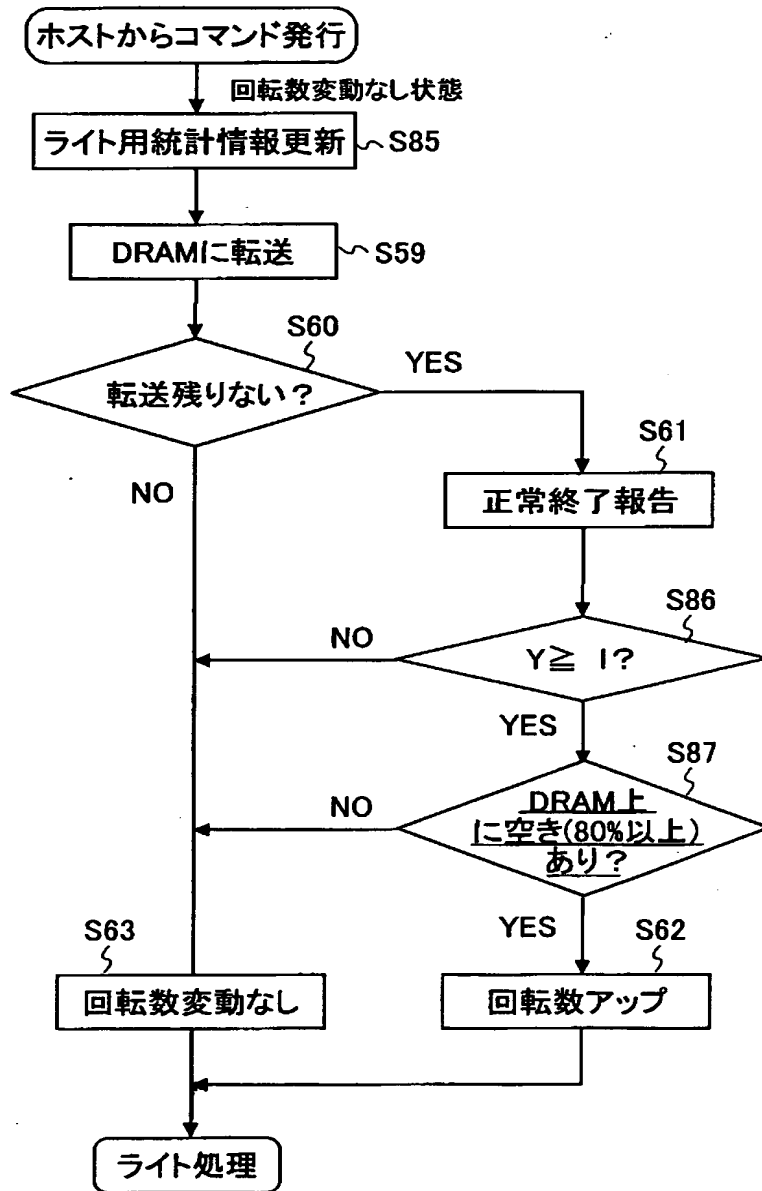 ホストからコマンド発行
回転数変動なし状態
ライト用統計情報更新
S85
DRAMに転送
S59
S60
転送残りない?
YES
NO
S61
正常終了報告
S86
Y≧ I?
NO
YES
S87
DRAM上
に空き(80%以上)
あり?
NO
YES
S63
回転数変動なし
S62
回転数アップ
ライト処理